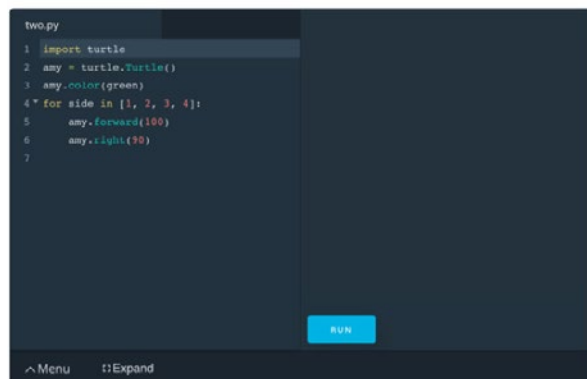 two.py
1 import turtle
2 amy = turtle.Turtle()
3 amy.color(green)
4 for side in [1, 2, 3, 4]:
5     amy.forward(100)
6     amy.right(90)
7
RUN
Menu
Expand